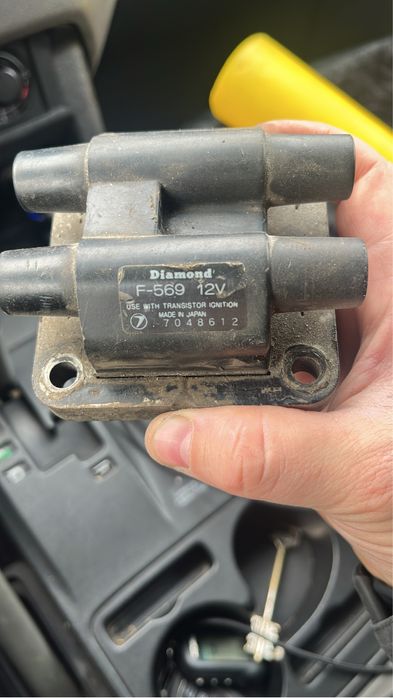 Diamond
F-569 12V
USE WITH TRANSISTOR IGNITION
MADE IN JAPAN
7 .7048612